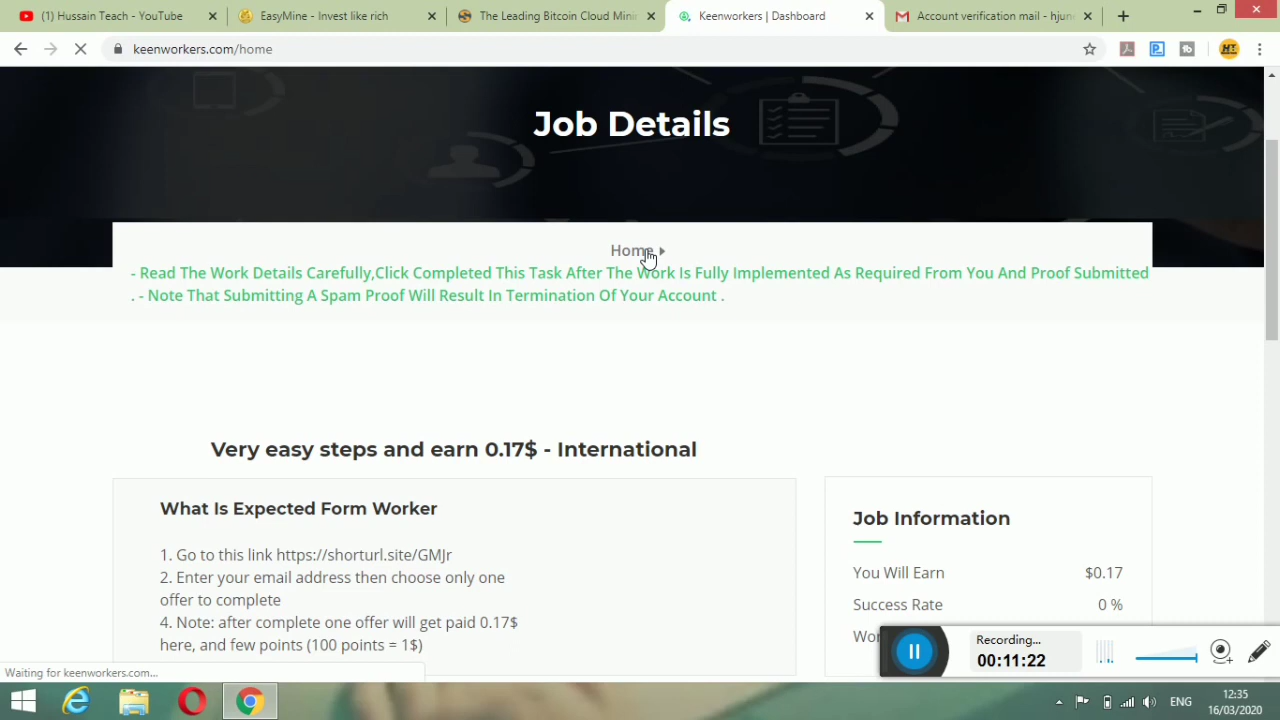 (1) Hussain Teach - YouTube
EasyMine - Invest like rich
The Leading Bitcoin Cloud Mini
Keenworkers | Dashboard
Account verification mail - hjun
keenworkers.com/home
Job Details
Home
- Read The Work Details Carefully,Click Completed This Task After The Work Is Fully Implemented As Required From You And Proof Submitted
. - Note That Submitting A Spam Proof Will Result In Termination Of Your Account .
Very easy steps and earn 0.17$ - International
What Is Expected Form Worker
1. Go to this link https://shorturl.site/GMJr
2. Enter your email address then choose only one
offer to complete
4. Note: after complete one offer will get paid 0.17$
here, and few points (100 points = 1$)
Job Information
You Will Earn $0.17
Success Rate 0 %
Wor
Recording...
00:11:22
Waiting for keenworkers.com...
ENG
12:35
16/03/2020